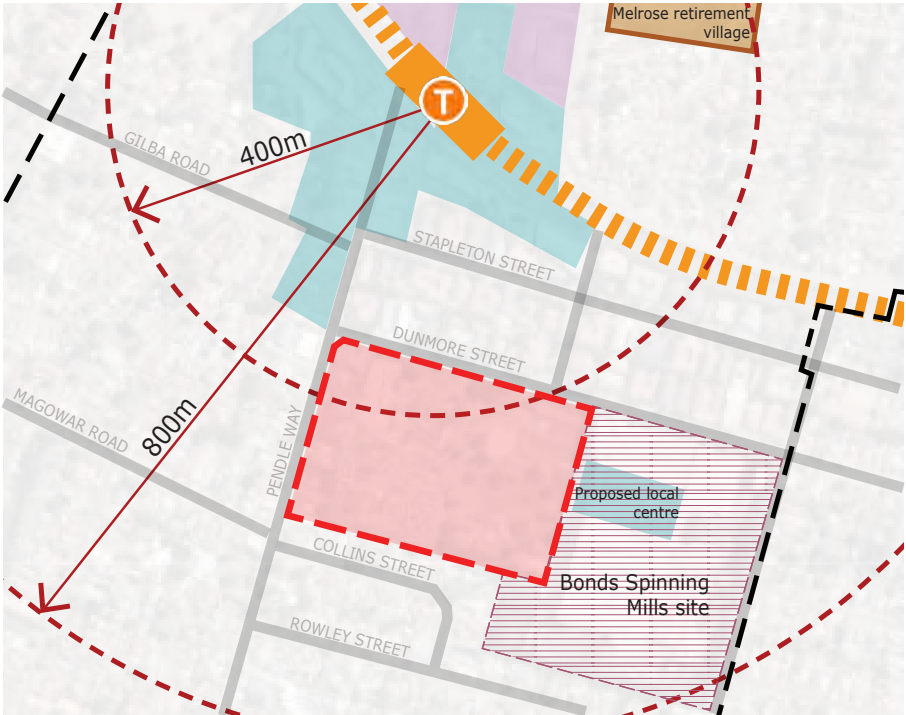 Melrose retirement
village
T
400m
GILBA ROAD
STAPLETON STREET
DUNMORE STREET
MAGOWAR ROAD
800m
PENDLE WAY
Proposed local
centre
COLLINS STREET
Bonds Spinning
Mills site
ROWLEY STREET